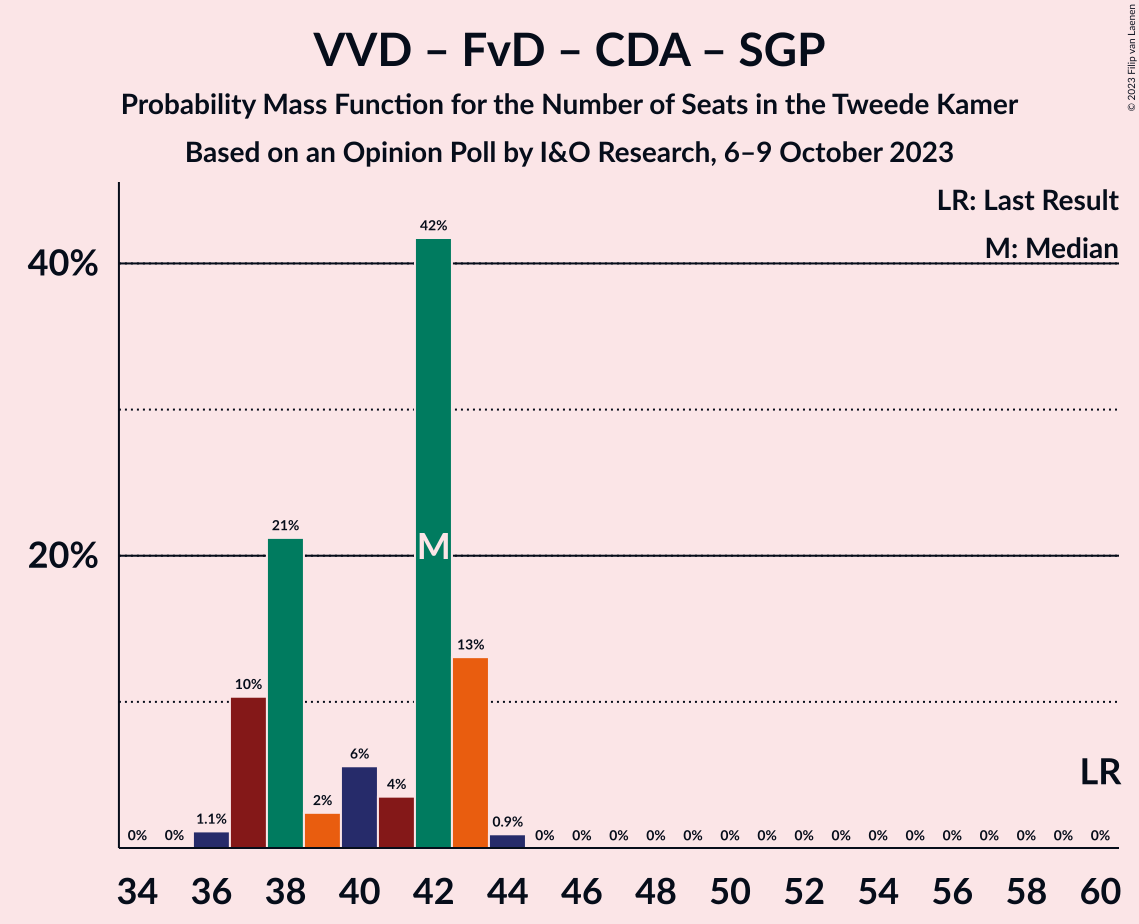 VVD – FvD – CDA – SGP
Probability Mass Function for the Number of Seats in the Tweede Kamer
Based on an Opinion Poll by I&O Research, 6–9 October 2023
© 2023 Filip van Laenen
LR: Last Result
M: Median
40%
20%
0% 0% 1.1% 10% 21% 2% 6% 4% 42% 13% 0.9% 0% 0% 0% 0% 0% 0% 0% 0% 0% 0% 0% 0% 0% 0% 0% 0%
M
LR
34 36 38 40 42 44 46 48 50 52 54 56 58 60